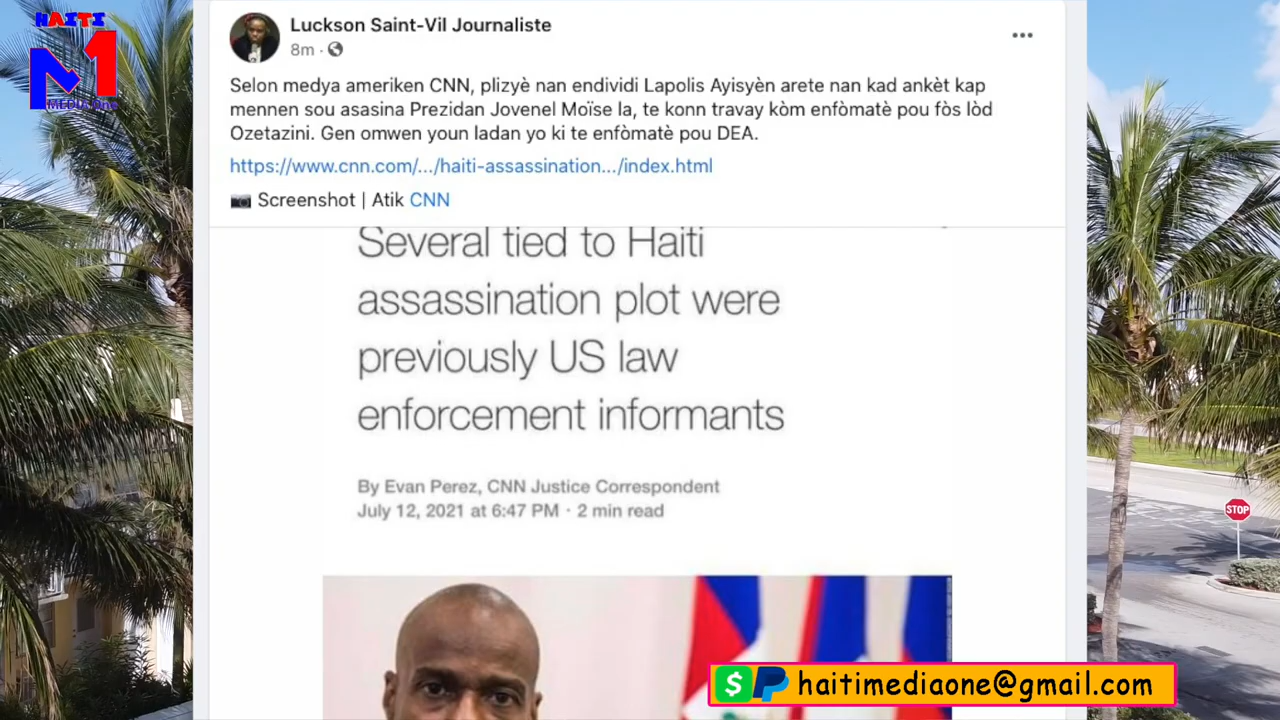 HAITI
M1
MEDIA One
Luckson Saint-Vil Journaliste
8m ·
Selon medya ameriken CNN, plizyè nan endividi Lapolis Ayisyèn arete nan kad ankèt kap
mennen sou asasina Prezidan Jovenel Moïse la, te konn travay kòm enfòmatè pou fòs lòd
Ozetazini. Gen omwen youn ladan yo ki te enfòmatè pou DEA.
https://www.cnn.com/.../haiti-assassination.../index.html
Screenshot | Atik CNN
Several tied to Haiti
assassination plot were
previously US law
enforcement informants
By Evan Perez, CNN Justice Correspondent
July 12, 2021 at 6:47 PM · 2 min read
STOP
$ haitimediaone@gmail.com